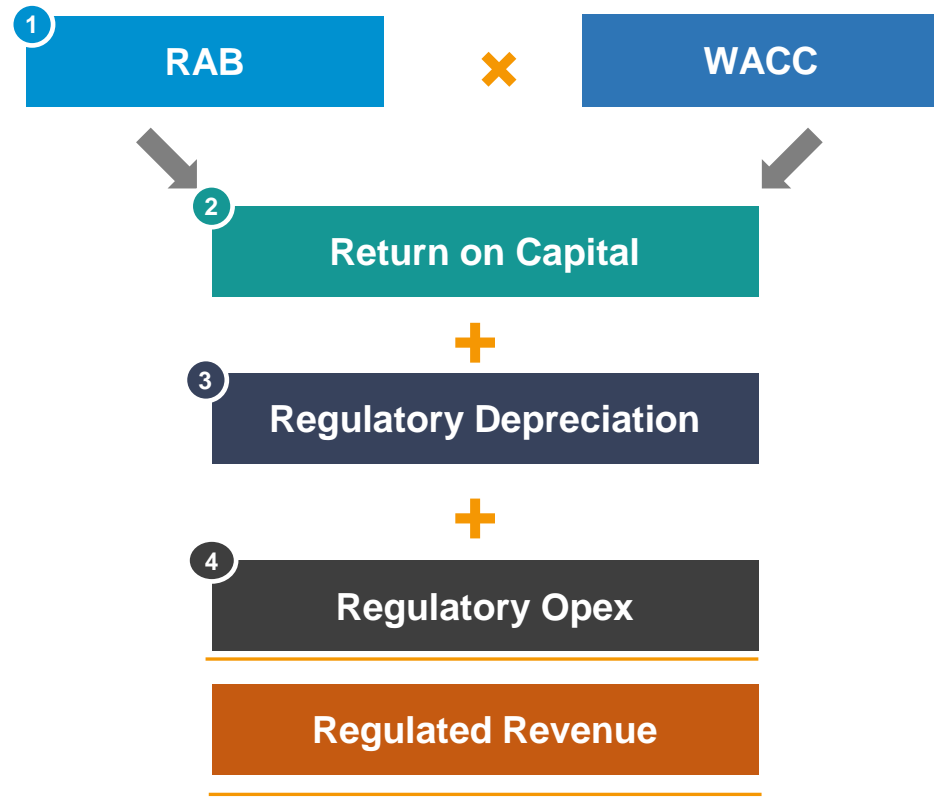 1
RAB
×
WACC
2
Return on Capital
+
3
Regulatory Depreciation
+
4
Regulatory Opex
Regulated Revenue